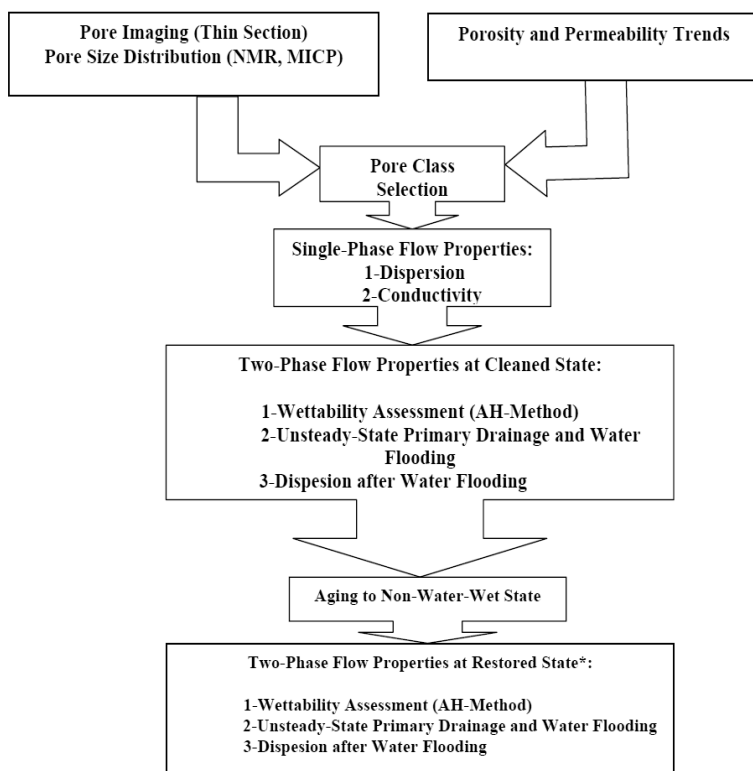 Pore Imaging (Thin Section)
Pore Size Distribution (NMR, MICP)
Porosity and Permeability Trends
Pore Class
Selection
Single-Phase Flow Properties:
1-Dispersion
2-Conductivity
Two-Phase Flow Properties at Cleaned State:
1-Wettability Assessment (AH-Method)
2-Unsteady-State Primary Drainage and Water
Flooding
3-Dispesion after Water Flooding
Aging to Non-Water-Wet State
Two-Phase Flow Properties at Restored State*:
1-Wettability Assessment (AH-Method)
2-Unsteady-State Primary Drainage and Water Flooding
3-Dispesion after Water Flooding